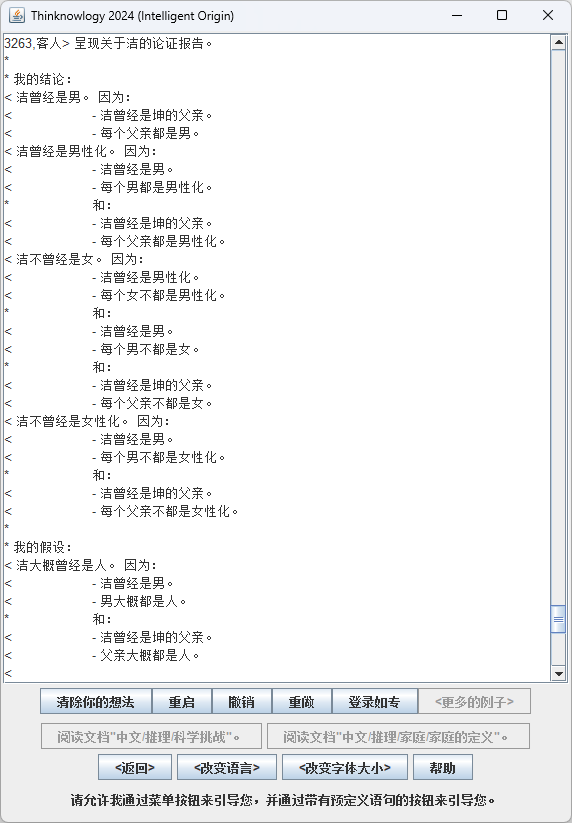 Thinknowlogy 2024 (Intelligent Origin)
3263,客人> 呈现关于洁的论证报告。
*
* 我的结论：
< 洁曾经是男。 因为：
< - 洁曾经是坤的父亲。
< - 每个父亲都是男。
< 洁曾经是男性化。 因为：
< - 洁曾经是男。
< - 每个男都是男性化。
* 和：
< - 洁曾经是坤的父亲。
< - 每个父亲都是男性化。
< 洁不曾经是女。 因为：
< - 洁曾经是男性化。
< - 每个女不都是男性化。
* 和：
< - 洁曾经是男。
< - 每个男不都是女。
* 和：
< - 洁曾经是坤的父亲。
< - 每个父亲不都是女。
< 洁不曾经是女性化。 因为：
< - 洁曾经是男。
< - 每个男不都是女性化。
* 和：
< - 洁曾经是坤的父亲。
< - 每个父亲不都是女性化。
*
* 我的假设：
< 洁大概曾经是人。 因为：
< - 洁曾经是男。
< - 男大概都是人。
* 和：
< - 洁曾经是坤的父亲。
< - 父亲大概都是人。
<
清除你的想法 重启 撤销 重做 登录如专 <更多的例子>
阅读文档"中文/推理/科学挑战"。 阅读文档"中文/推理/家庭/家庭的定义"。
<返回> <改变语言> <改变字体大小> 帮助
请允许我通过菜单按钮来引导您，并通过带有预定义语句的按钮来引导您。